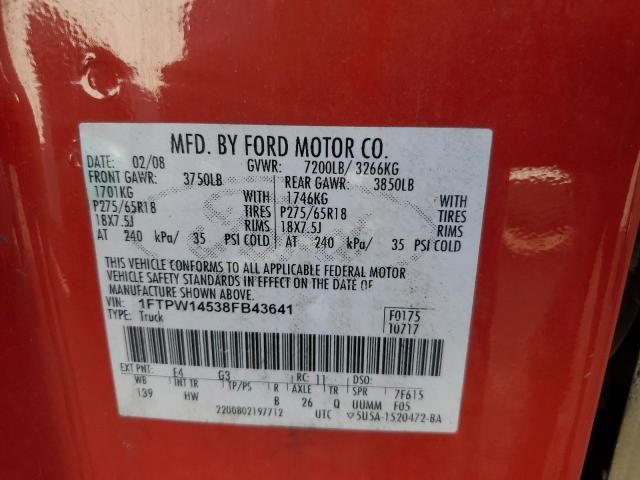 MFD. BY FORD MOTOR CO.
DATE: 02/08 GVWR: 7200LB/ 3266KG
FRONT GAWR: 3750LB REAR GAWR: 3850LB
1701KG WITH 1746KG WITH
P275/65R18 TIRES P275/65R18 TIRES
18X7.5J RIMS 18X7.5J RIMS
AT 240 kPa/ 35 PSI COLD AT 240 kPa/ 35 PSI COLD
THIS VEHICLE CONFORMS TO ALL APPLICABLE FEDERAL MOTOR
VEHICLE SAFETY STANDARDS IN EFFECT ON THE DATE OF
MANUFACTURE SHOWN ABOVE.
VIN: 1FTPW14538FB43641 F0175
TYPE: Truck 10717
EXT PNT: E4 G3 RC: 11 DSO:
WB INT TR TP/PS R AXLE TR SPR 7F615
139 HW B 26 Q UUMM F05
2200802197712 UTC 5U5A-1520472-BA